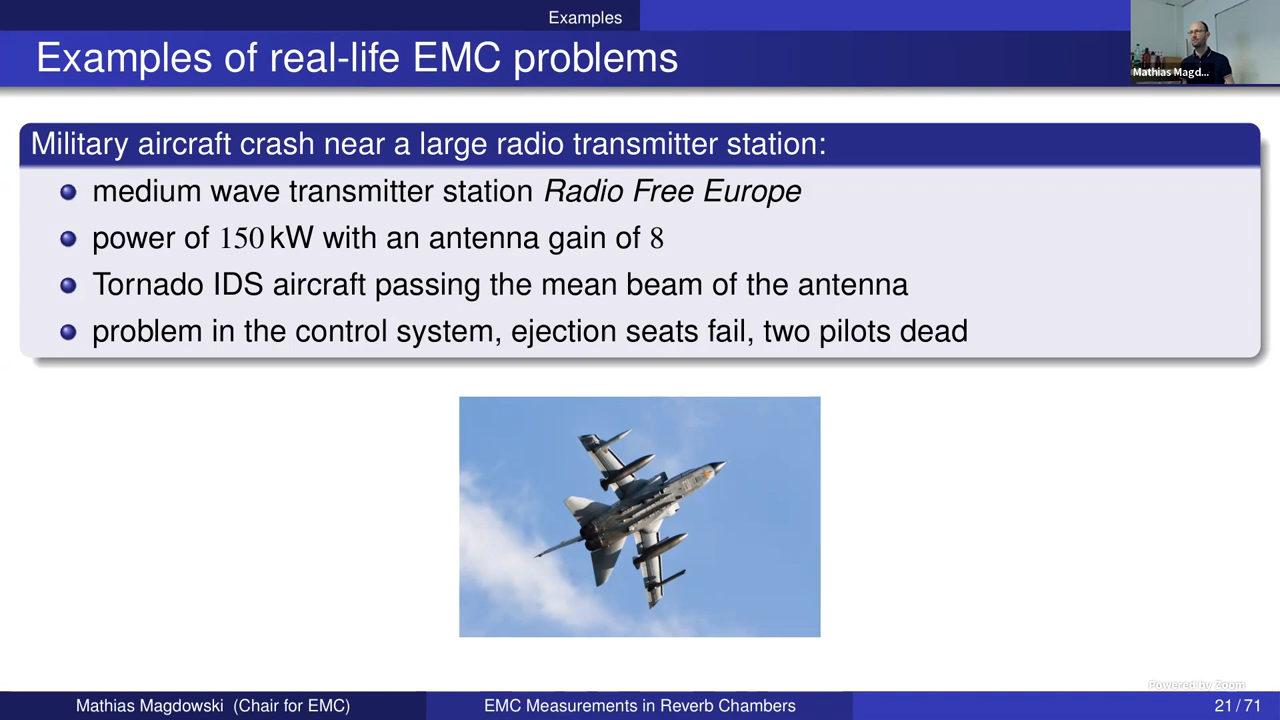 Examples
Examples of real-life EMC problems
Mathias Magd...
Military aircraft crash near a large radio transmitter station:
medium wave transmitter station Radio Free Europe
power of 150 kW with an antenna gain of 8
Tornado IDS aircraft passing the mean beam of the antenna
problem in the control system, ejection seats fail, two pilots dead
Powered by Zoom
Mathias Magdowski (Chair for EMC)
EMC Measurements in Reverb Chambers
21 / 71